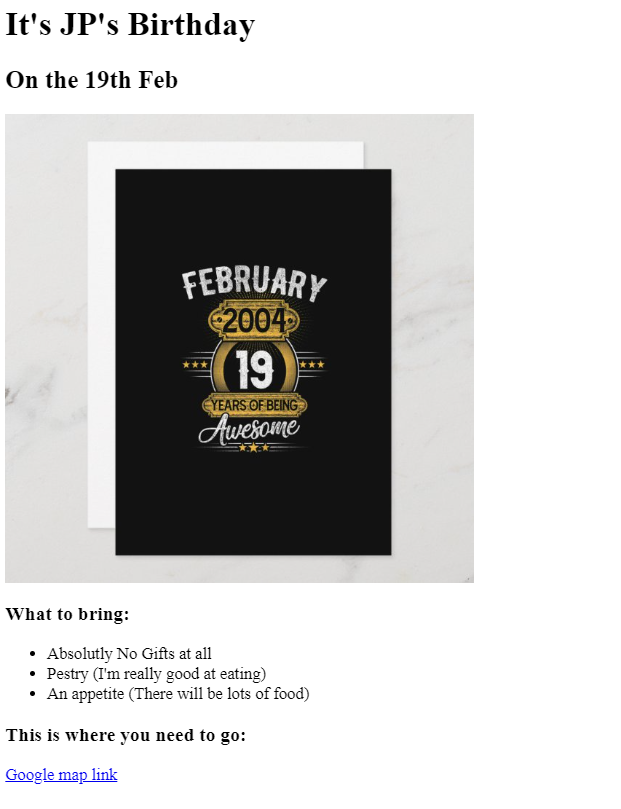 It's JP's Birthday
On the 19th Feb
FEBRUARY
2004
19
YEARS OF BEING
Awesome
What to bring:
Absolutly No Gifts at all
Pestry (I'm really good at eating)
An appetite (There will be lots of food)
This is where you need to go:
Google map link